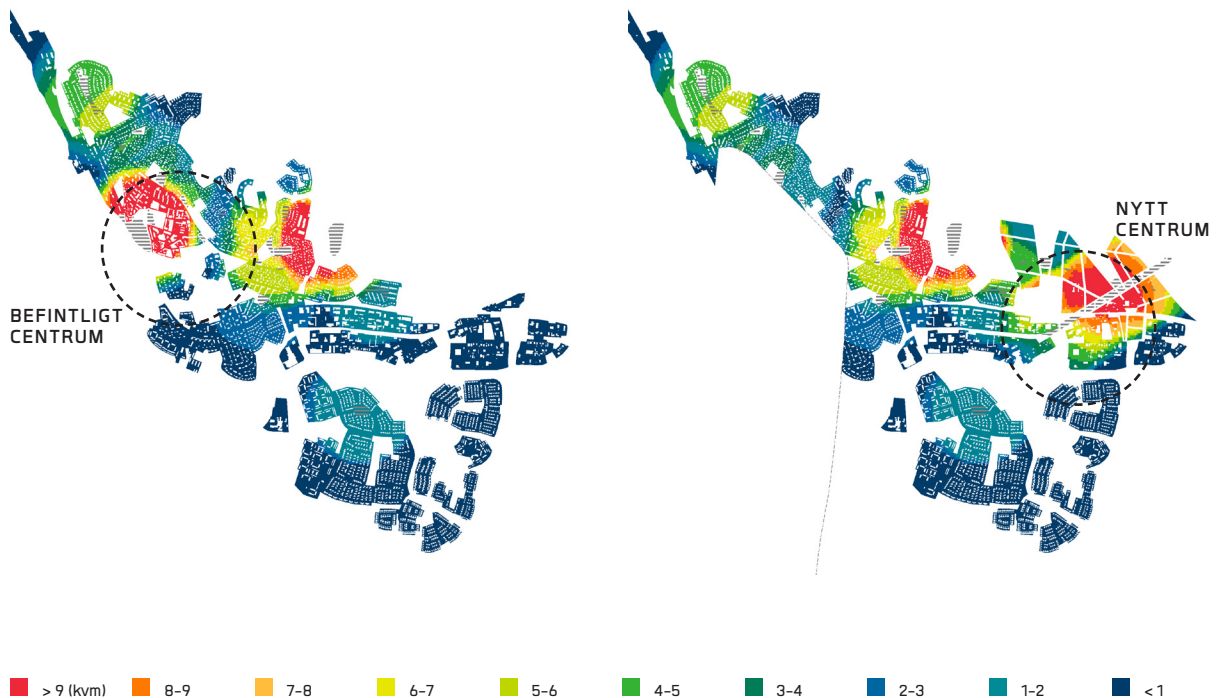 NYTT
CENTRUM
BEFINTLIGT
CENTRUM
> 9 (kvm) 8-9 7-8 6-7 5-6 4-5 3-4 2-3 1-2 < 1